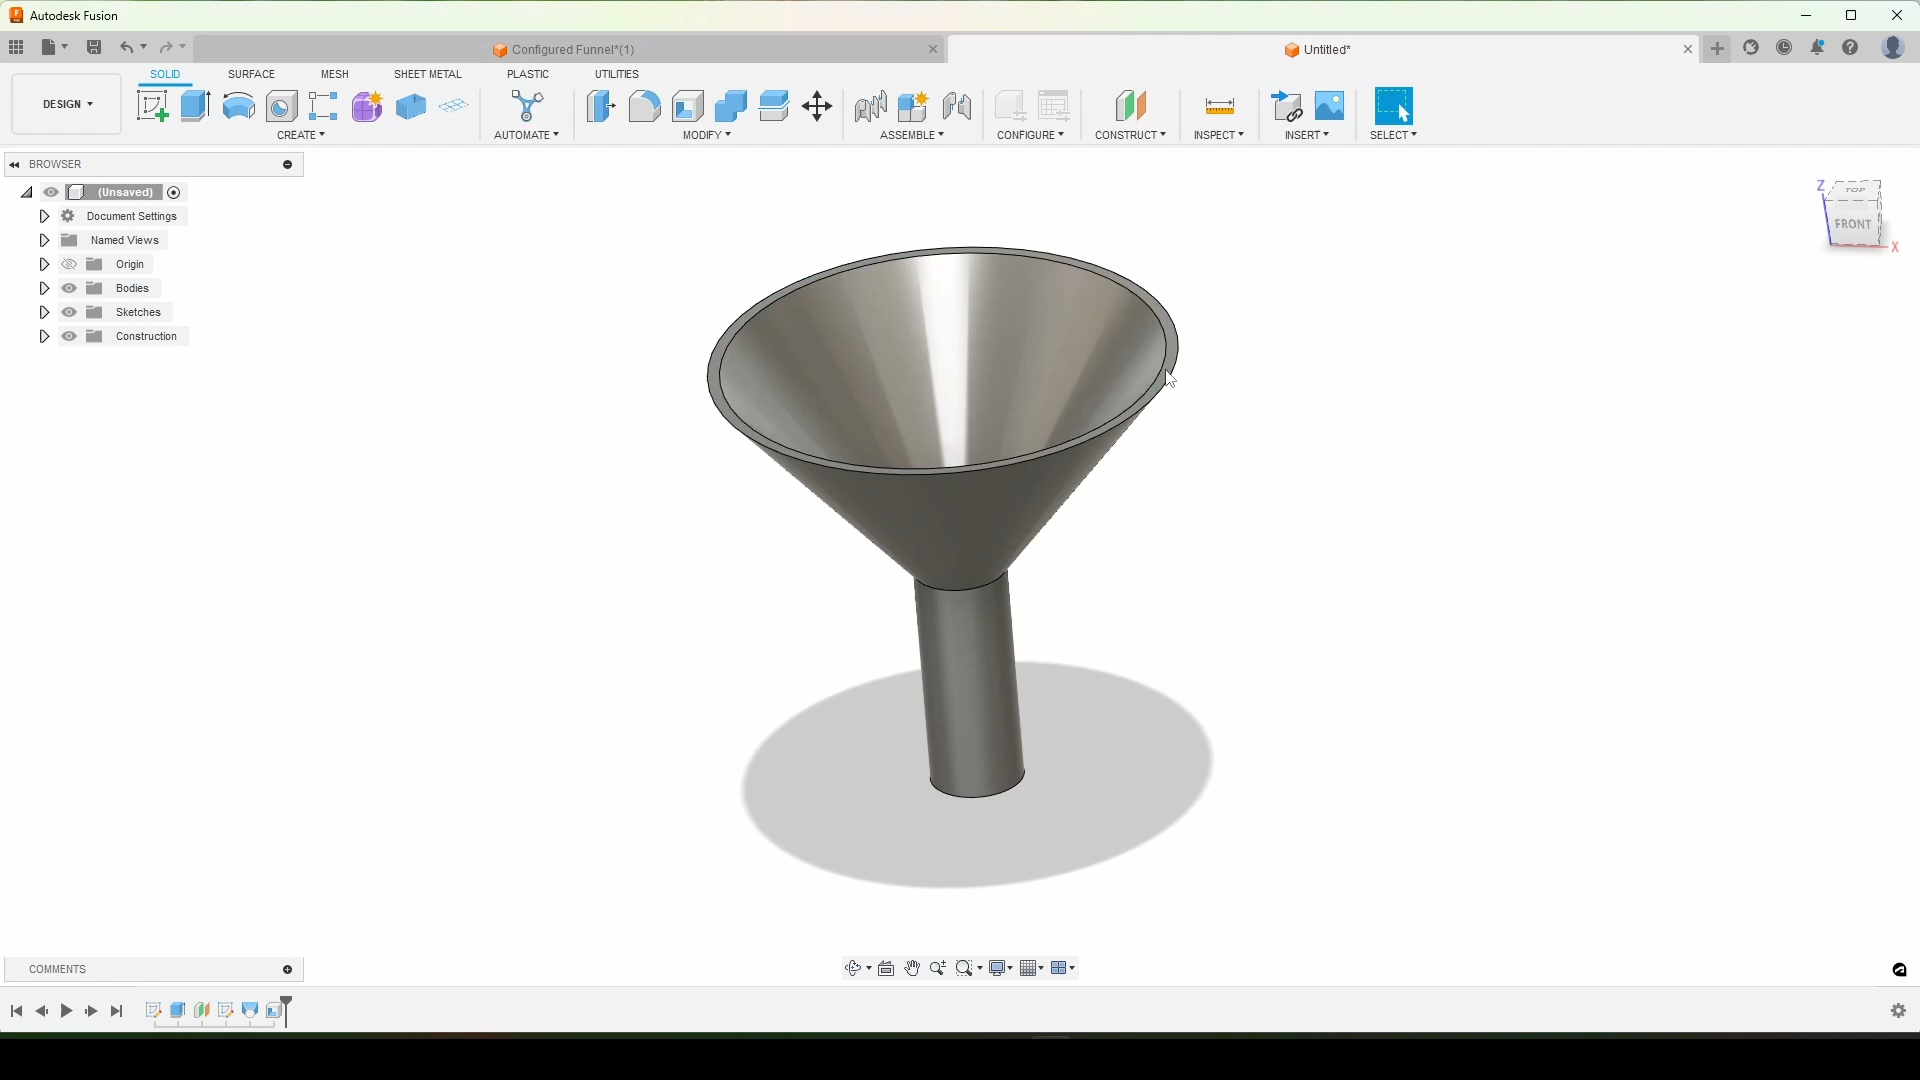 Autodesk Fusion
Configured Funnel*(1)
Untitled*
DESIGN
SOLID
SURFACE
MESH
SHEET METAL
PLASTIC
UTILITIES
CREATE
AUTOMATE
MODIFY
ASSEMBLE
CONFIGURE
CONSTRUCT
INSPECT
INSERT
SELECT
BROWSER
(Unsaved)
Document Settings
Named Views
Origin
Bodies
Sketches
Construction
Z
TOP
FRONT
X
COMMENTS